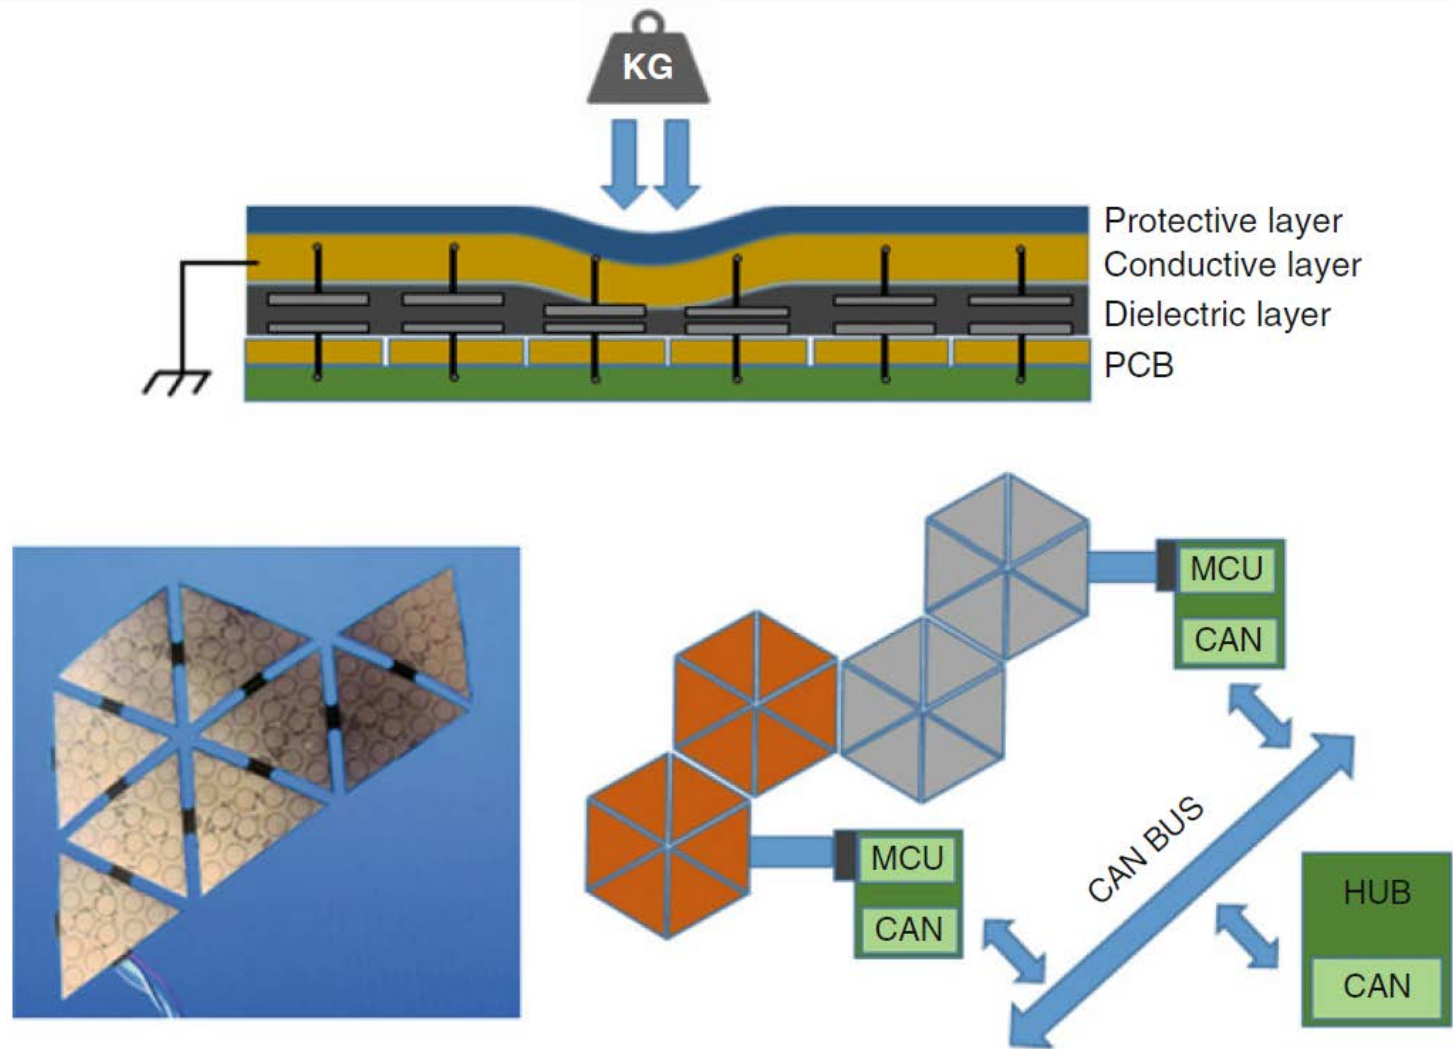 KG
Protective layer
Conductive layer
Dielectric layer
PCB
MCU
CAN
MCU
CAN
CAN BUS
HUB
CAN